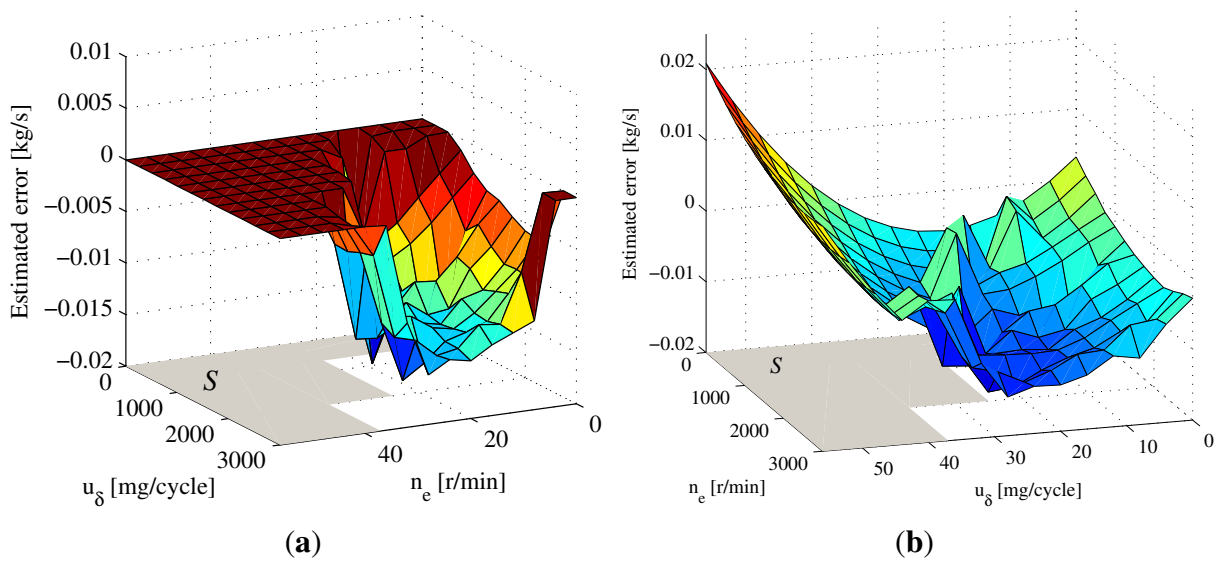 0.01
0.005
0
−0.005
−0.01
−0.015
−0.02
Estimated error [kg/s]
0
1000
2000
3000
u_δ [mg/cycle]
40
20
0
n_e [r/min]
S
(a)
0.02
0.01
0
−0.01
−0.02
Estimated error [kg/s]
0
1000
2000
3000
n_e [r/min]
50
40
30
20
10
0
u_δ [mg/cycle]
S
(b)